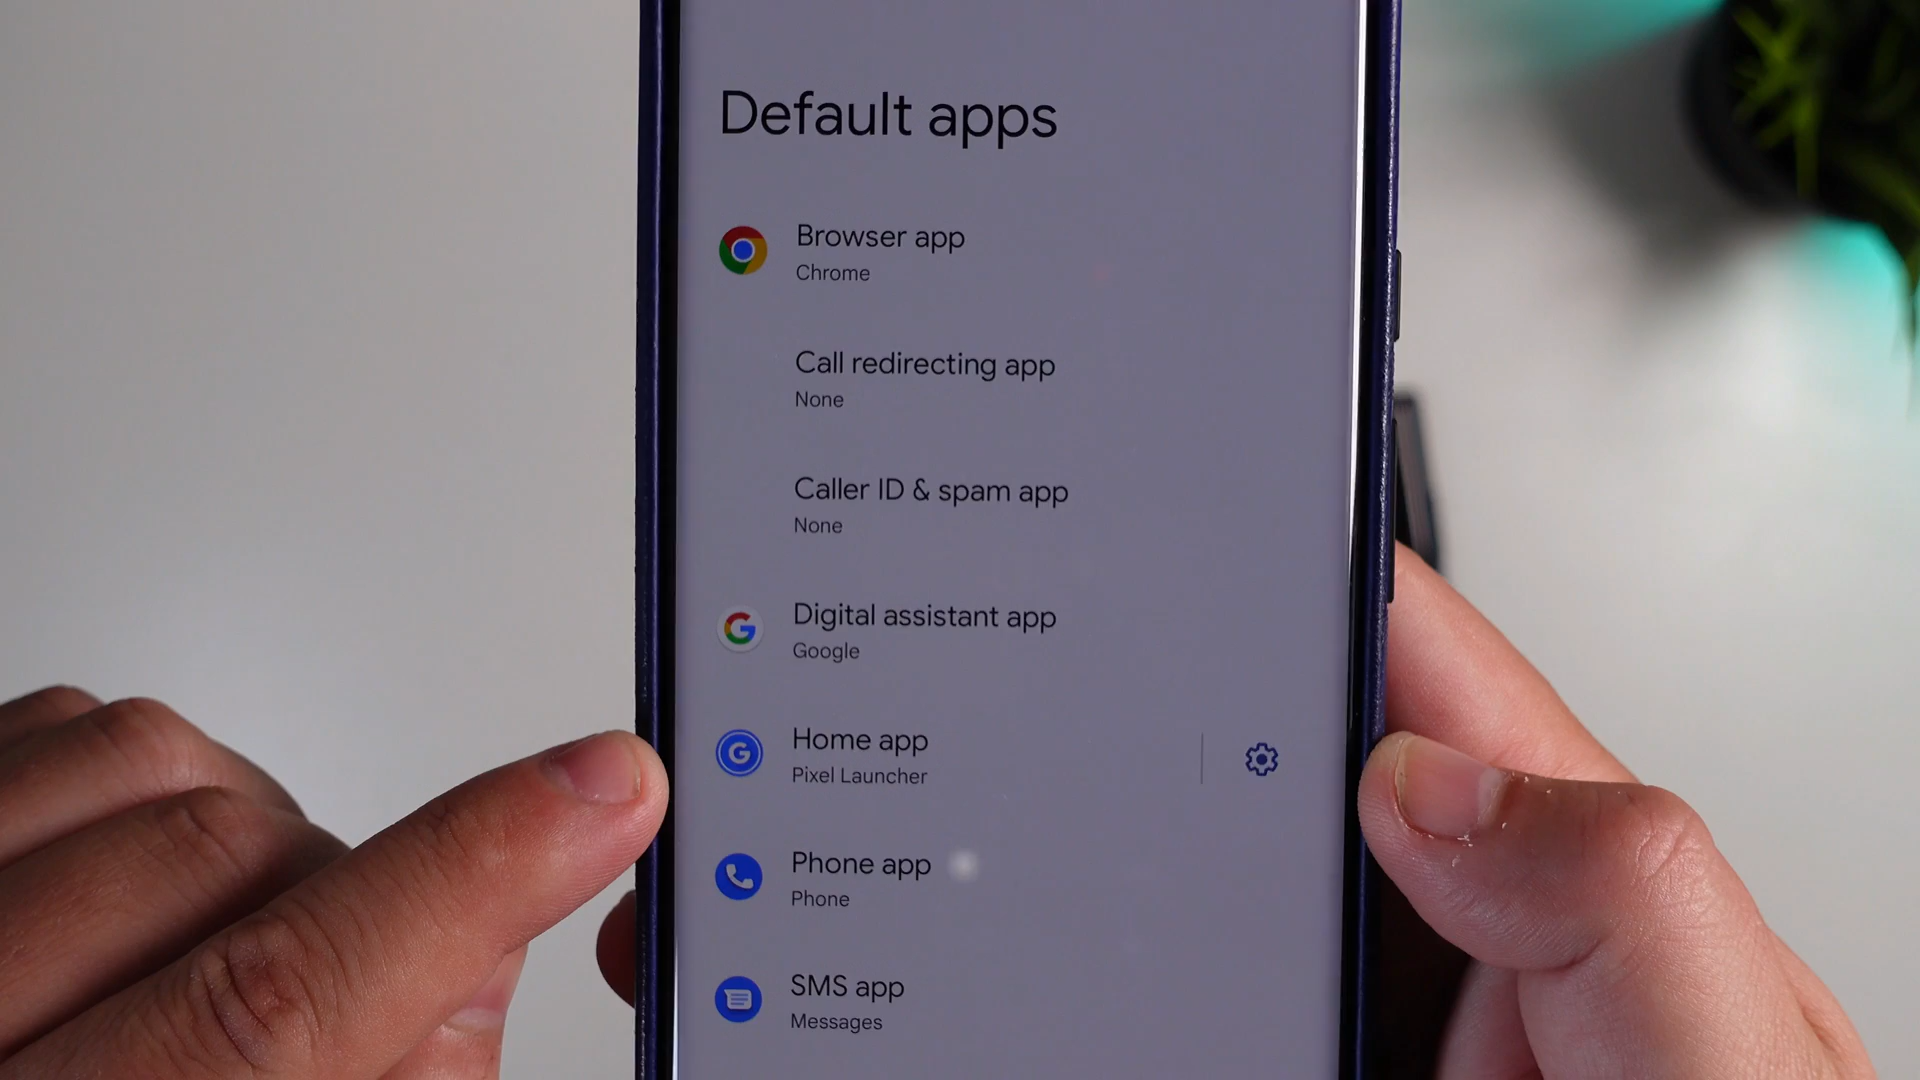 Default apps
Browser app
Chrome
Call redirecting app
None
Caller ID & spam app
None
Digital assistant app
Google
Home app
Pixel Launcher
Phone app
Phone
SMS app
Messages